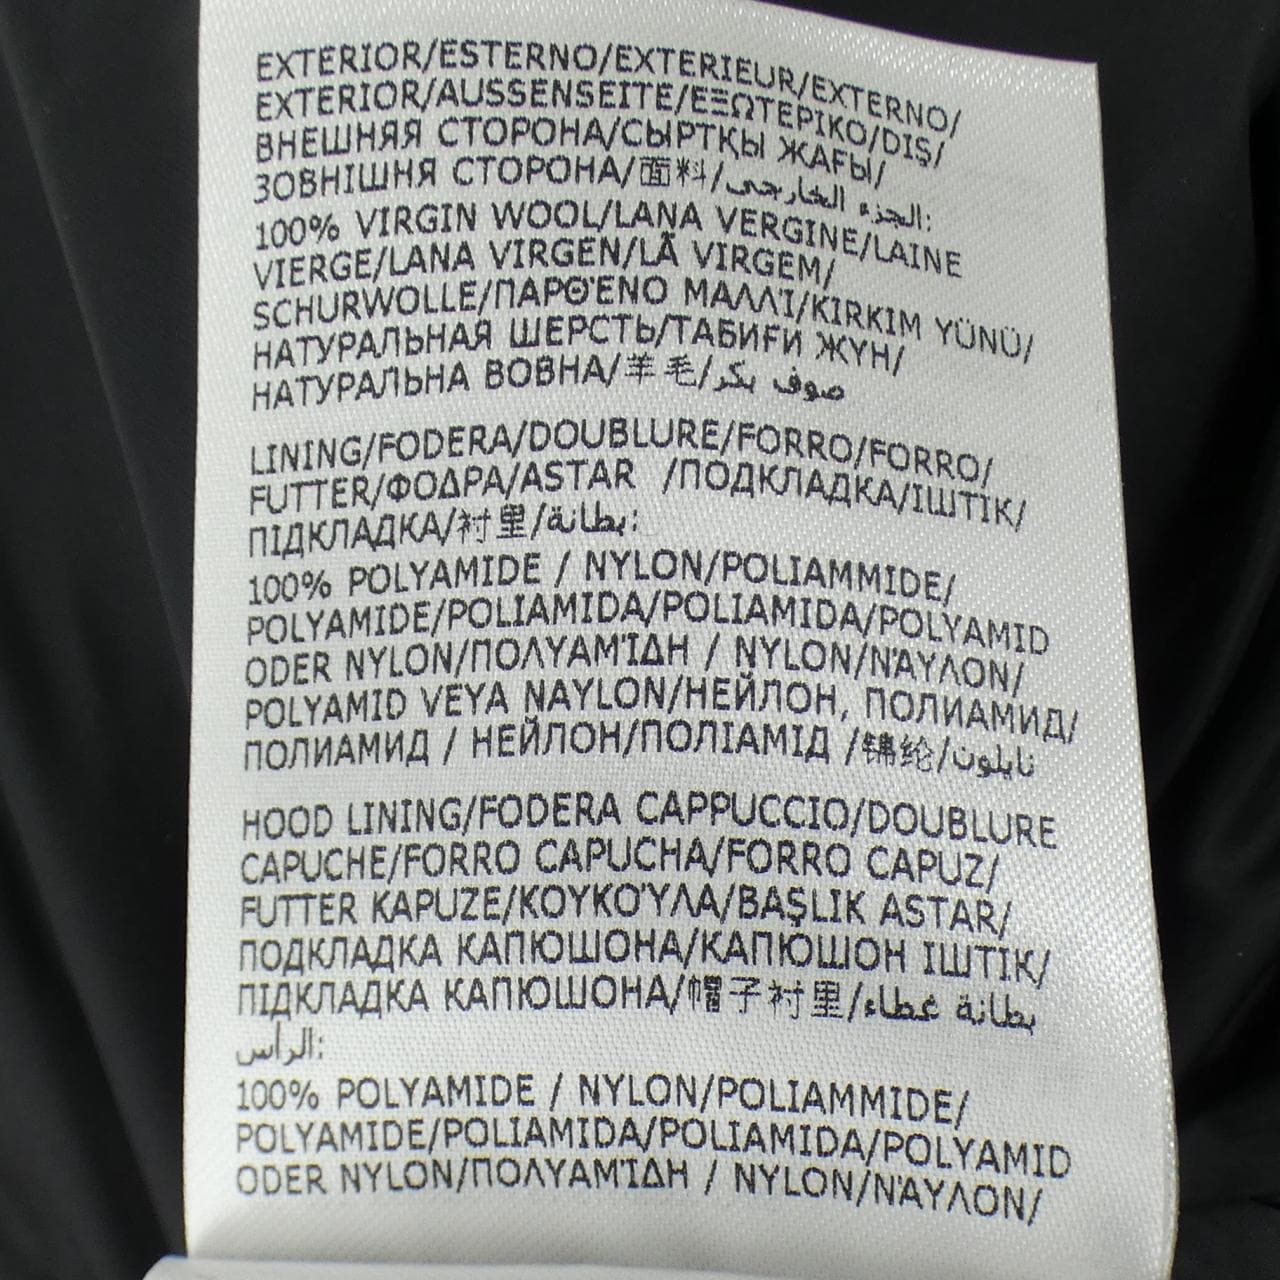 EXTERIOR/ESTERNO/EXTERIEUR/EXTERNO/
EXTERIOR/AUSSENSEITE/ΕΞΩΤΕΡΙΚΟ/DIŞ/
ВНЕШНЯЯ СТОРОНА/СЫРТҚЫ ЖАҒЫ/
ЗОВНІШНЯ СТОРОНА/面料/الجزء الخارجي:
100% VIRGIN WOOL/LANA VERGINE/LAINE
VIERGE/LANA VIRGEN/LÃ VIRGEM/
SCHURWOLLE/ΠΑΡΘΈΝΟ ΜΑΛΛΊ/KIRKIM YÜNÜ/
НАТУРАЛЬНАЯ ШЕРСТЬ/ТАБИҒИ ЖҮН/
НАТУРАЛЬНА ВОВНА/羊毛/صوف بكر
LINING/FODERA/DOUBLURE/FORRO/FORRO/
FUTTER/ΦΟΔΡΑ/ASTAR /ПОДКЛАДКА/ІШТІК/
ПІДКЛАДКА/衬里/بطانة:
100% POLYAMIDE / NYLON/POLIAMMIDE/
POLYAMIDE/POLIAMIDA/POLIAMIDA/POLYAMID
ODER NYLON/ΠΟΛΥΑΜΊΔΗ / NYLON/ΝΆΥΛΟΝ/
POLYAMID VEYA NAYLON/НЕЙЛОН, ПОЛИАМИД/
ПОЛИАМИД / НЕЙЛОН/ПОЛІАМІД /锦纶/نايلون
HOOD LINING/FODERA CAPPUCCIO/DOUBLURE
CAPUCHE/FORRO CAPUCHA/FORRO CAPUZ/
FUTTER KAPUZE/ΚΟΥΚΟΎΛΑ/BAŞLIK ASTAR/
ПОДКЛАДКА КАПЮШОНА/КАПЮШОН ІШТІК/
ПІДКЛАДКА КАПЮШОНА/帽子衬里/بطانة غطاء
الرأس:
100% POLYAMIDE / NYLON/POLIAMMIDE/
POLYAMIDE/POLIAMIDA/POLIAMIDA/POLYAMID
ODER NYLON/ΠΟΛΥΑΜΊΔΗ / NYLON/ΝΆΥΛΟΝ/